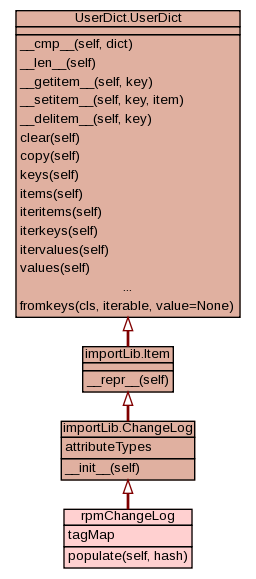 UserDict.UserDict
__cmp__(self, dict)
__len__(self)
__getitem__(self, key)
__setitem__(self, key, item)
__delitem__(self, key)
clear(self)
copy(self)
keys(self)
items(self)
iteritems(self)
iterkeys(self)
itervalues(self)
values(self)
...
fromkeys(cls, iterable, value=None)
importLib.Item
__repr__(self)
importLib.ChangeLog
attributeTypes
__init__(self)
rpmChangeLog
tagMap
populate(self, hash)